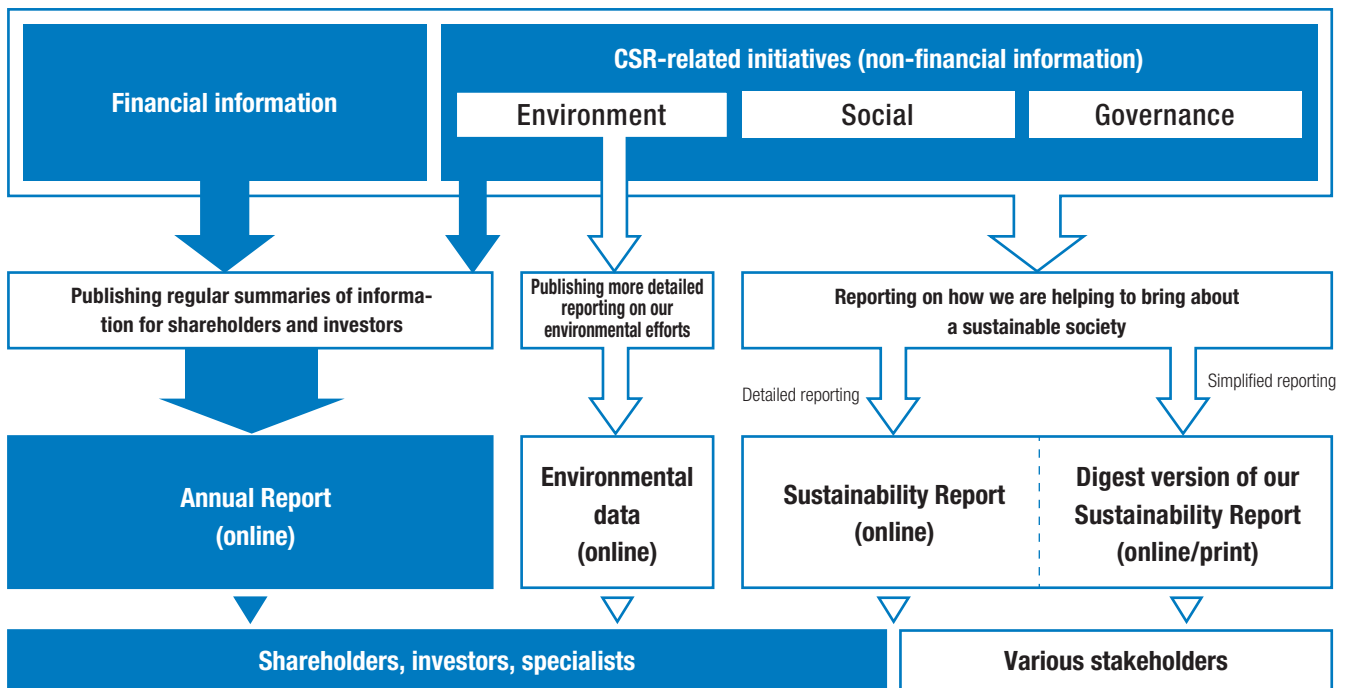 Financial information
CSR-related initiatives (non-financial information)
Environment
Social
Governance
Publishing regular summaries of informa-
tion for shareholders and investors
Publishing more detailed
reporting on our
environmental efforts
Reporting on how we are helping to bring about
a sustainable society
Detailed reporting
Simplified reporting
Annual Report
(online)
Environmental
data
(online)
Sustainability Report
(online)
Digest version of our
Sustainability Report
(online/print)
Shareholders, investors, specialists
Various stakeholders